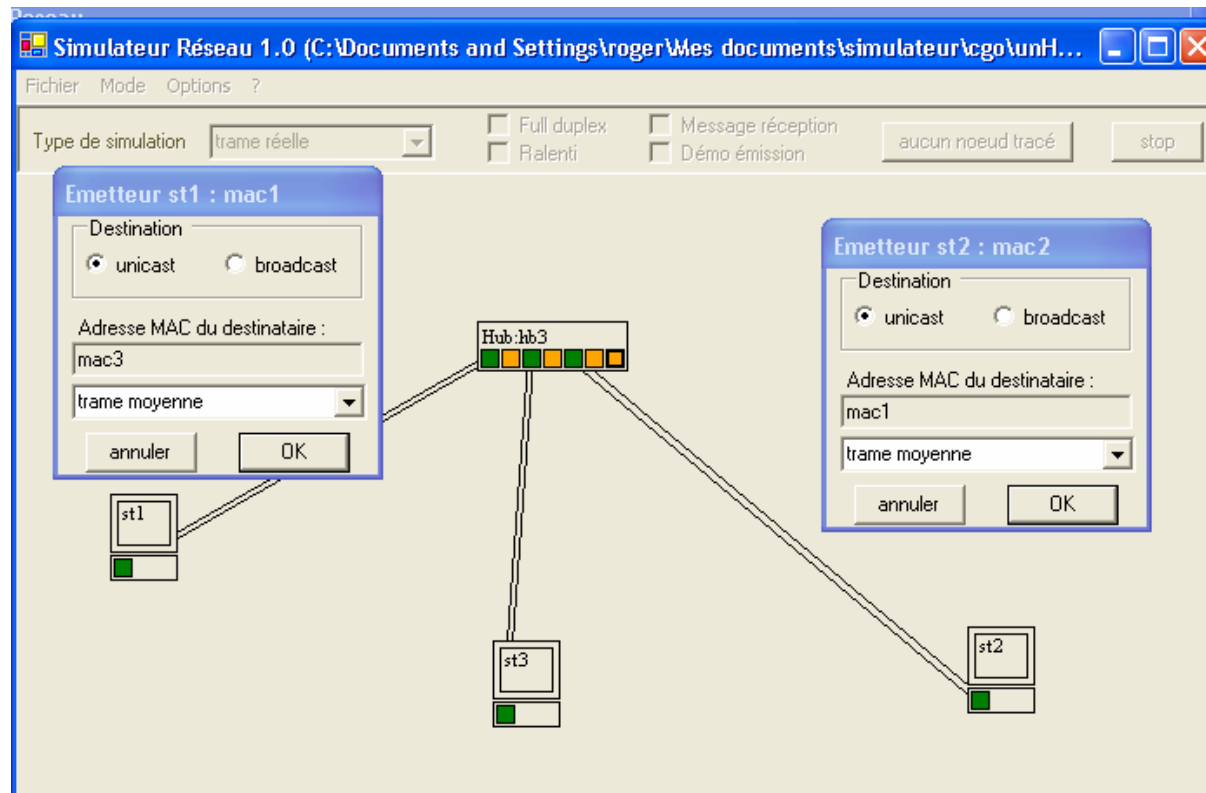 Reseau
Simulateur Réseau 1.0 (C:\Documents and Settings\roger\Mes documents\simulateur\cgo\unH...
Fichier Mode Options ?
Type de simulation trame réelle
Full duplex
Ralenti
Message réception
Démo émission
aucun noeud tracé
stop
Emetteur st1 : mac1
Destination
unicast broadcast
Adresse MAC du destinataire :
mac3
trame moyenne
annuler OK
Emetteur st2 : mac2
Destination
unicast broadcast
Adresse MAC du destinataire :
mac1
trame moyenne
annuler OK
Hub:hb3
st1
st3
st2